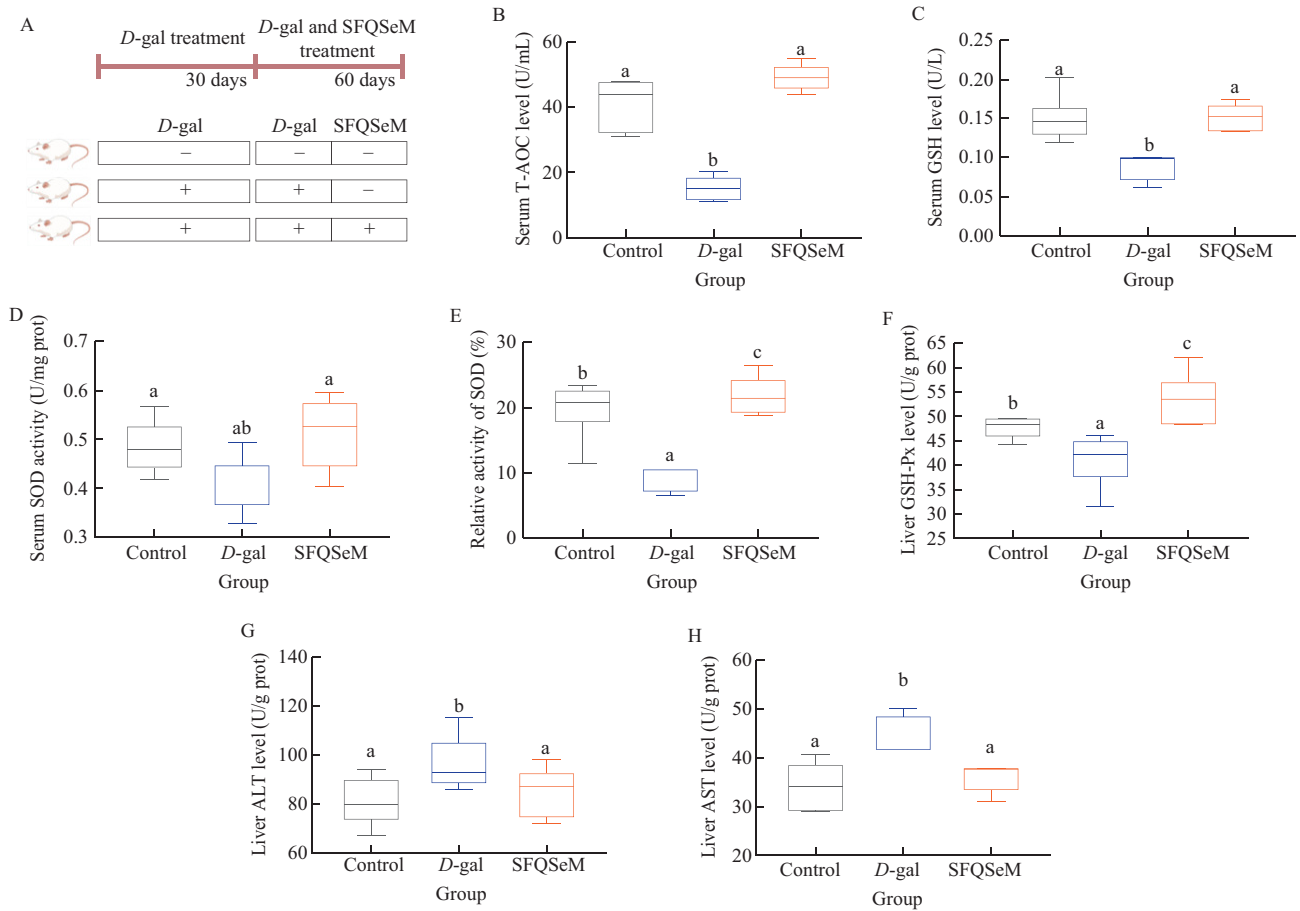 A
D-gal treatment
D-gal and SFQSeM
treatment
30 days
60 days
D-gal
D-gal
SFQSeM
−
−
−
+
+
−
+
+
+
B
Serum T-AOC level (U/mL)
60
40
20
0
a
b
a
Control
D-gal
SFQSeM
Group
C
Serum GSH level (U/L)
0.25
0.20
0.15
0.10
0.05
0.00
a
b
a
Control
D-gal
SFQSeM
Group
D
Serum SOD activity (U/mg prot)
0.7
0.6
0.5
0.4
0.3
a
ab
a
Control
D-gal
SFQSeM
Group
E
Relative activity of SOD (%)
30
20
10
0
b
a
c
Control
D-gal
SFQSeM
Group
F
Liver GSH-Px level (U/g prot)
65
60
55
50
45
40
35
30
25
b
a
c
Control
D-gal
SFQSeM
Group
G
Liver ALT level (U/g prot)
140
120
100
80
60
a
b
a
Control
D-gal
SFQSeM
Group
H
Liver AST level (U/g prot)
60
50
40
30
20
a
b
a
Control
D-gal
SFQSeM
Group